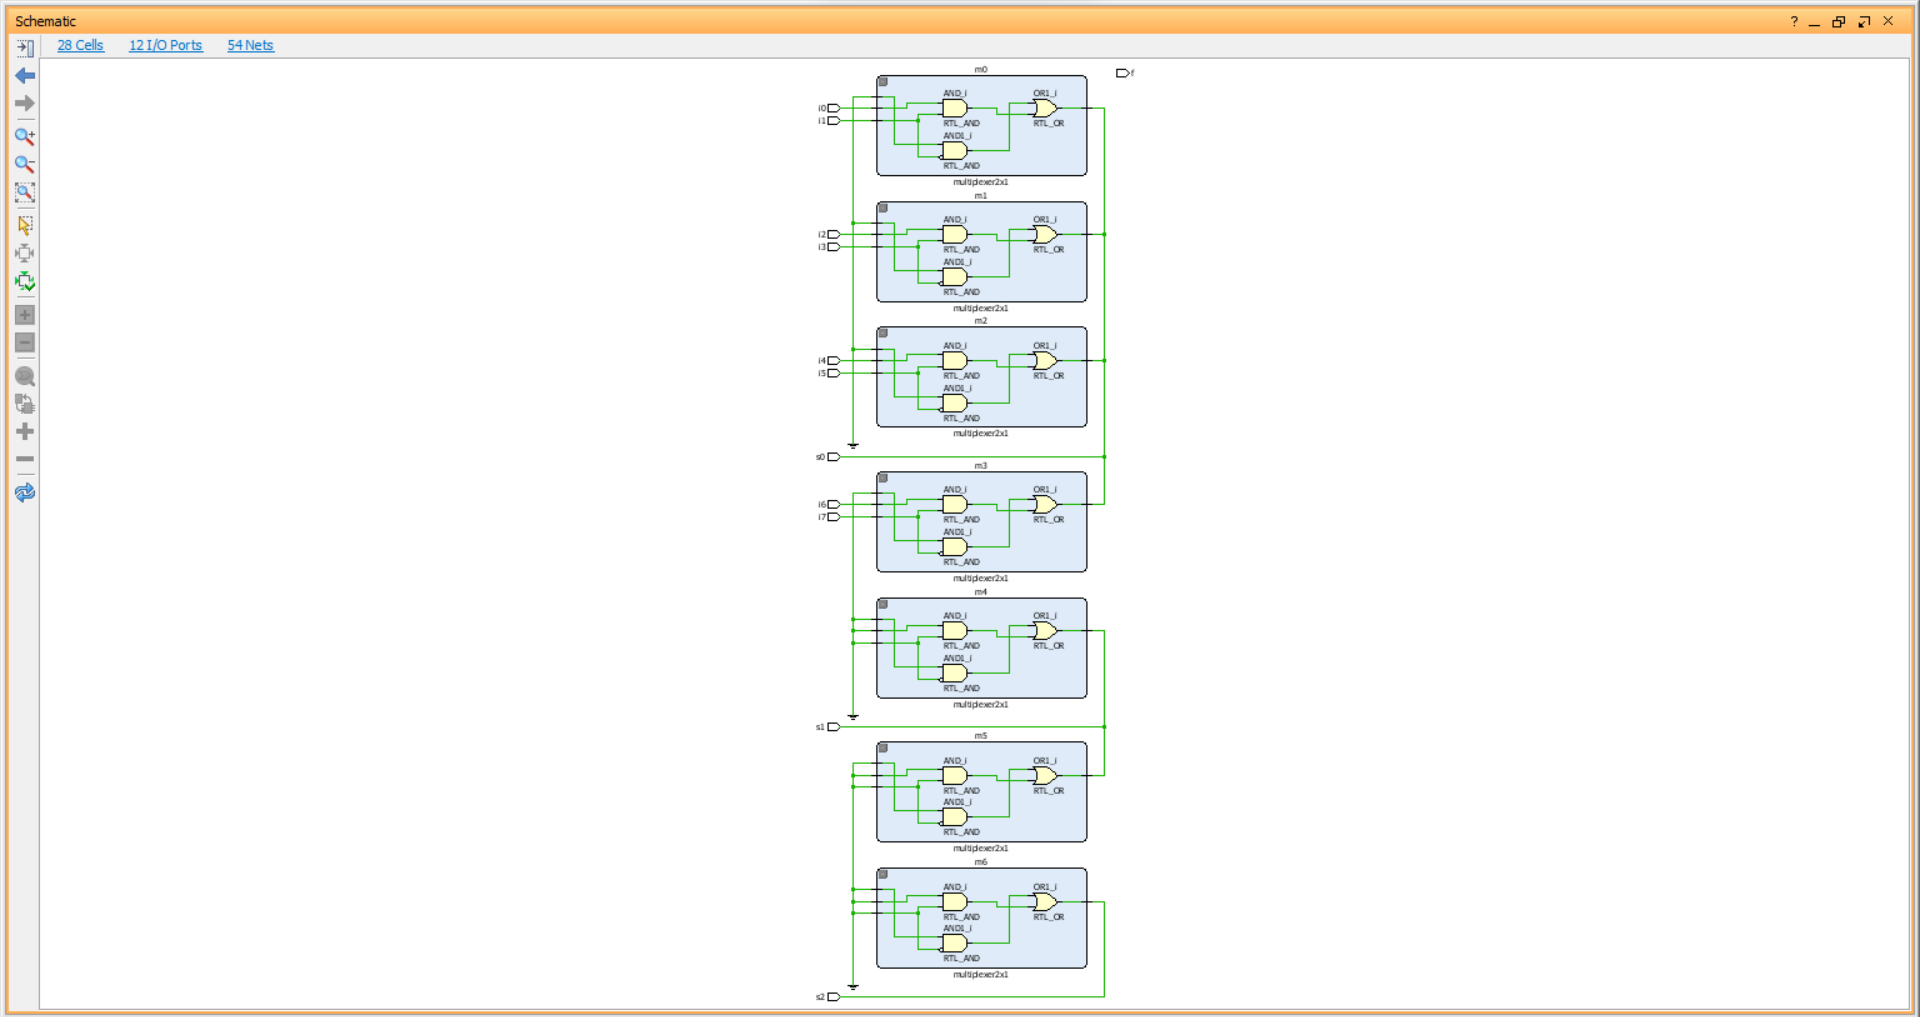 Schematic
28 Cells 12 I/O Ports 54 Nets
m0
f
AND_i OR1_i
i0
i1
RTL_AND RTL_OR
AND1_i
RTL_AND
multiplexer2x1
m1
AND_i OR1_i
i2
i3
RTL_AND RTL_OR
AND1_i
RTL_AND
multiplexer2x1
m2
AND_i OR1_i
i4
i5
RTL_AND RTL_OR
AND1_i
RTL_AND
multiplexer2x1
s0
m3
AND_i OR1_i
i6
i7
RTL_AND RTL_OR
AND1_i
RTL_AND
multiplexer2x1
m4
AND_i OR1_i
RTL_AND RTL_OR
AND1_i
RTL_AND
multiplexer2x1
s1
m5
AND_i OR1_i
RTL_AND RTL_OR
AND1_i
RTL_AND
multiplexer2x1
m6
AND_i OR1_i
RTL_AND RTL_OR
AND1_i
RTL_AND
multiplexer2x1
s2